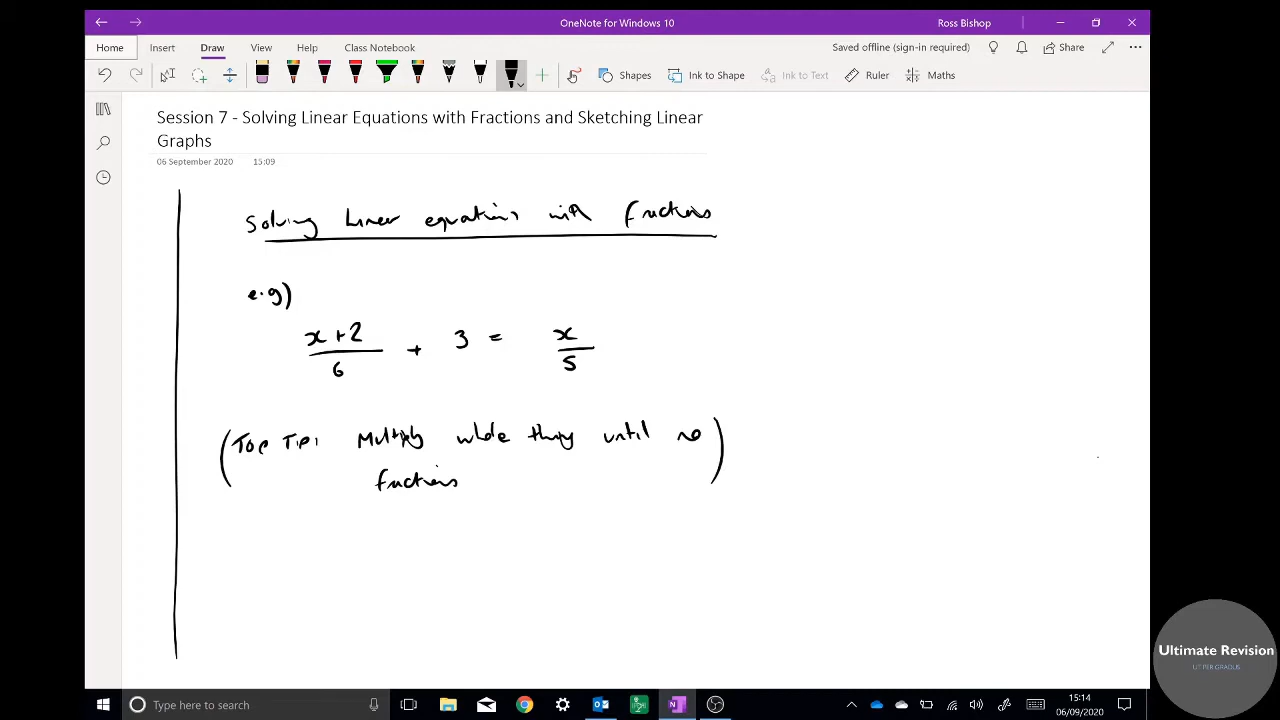 OneNote for Windows 10
Ross Bishop
Home Insert Draw View Help Class Notebook
Saved offline (sign-in required) Share
Shapes Ink to Shape Ink to Text Ruler Maths
Session 7 - Solving Linear Equations with Fractions and Sketching Linear
Graphs
06 September 2020 15:09
Solving Linear equations with fractions
e.g)
x+2
6
+ 3 =
x
5
(Top Tip: Multiply whole thing until no
fractions)
Ultimate Revision
UT PER GRADUS
Type here to search
15:14
06/09/2020